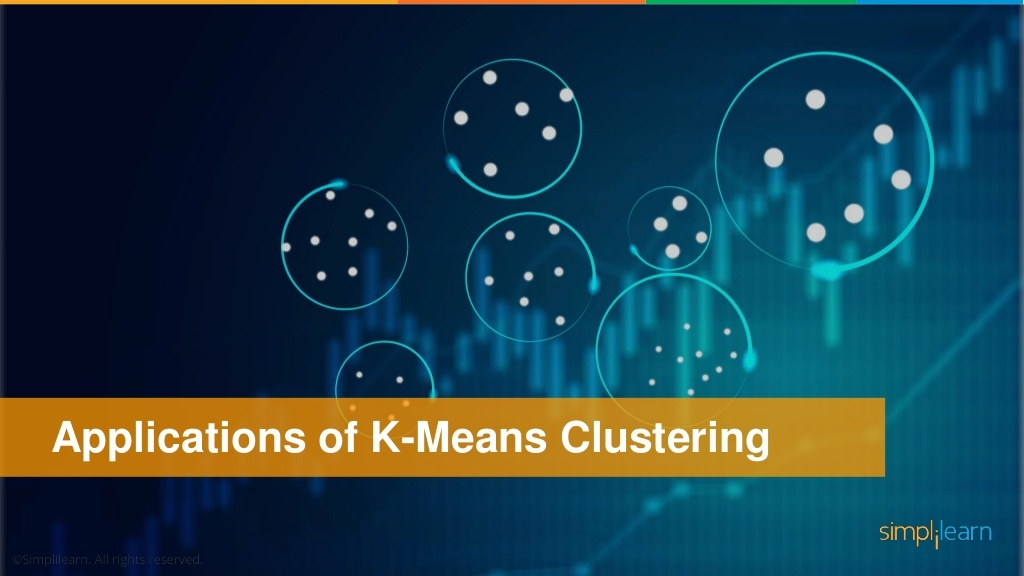 Applications of K-Means Clustering
simplilearn
©Simplilearn. All rights reserved.